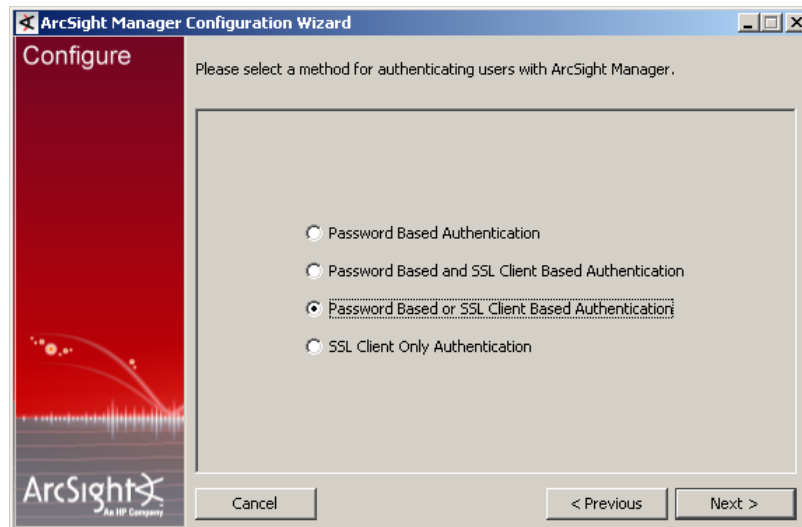 ArcSight Manager Configuration Wizard
Configure
Please select a method for authenticating users with ArcSight Manager.
Password Based Authentication
Password Based and SSL Client Based Authentication
Password Based or SSL Client Based Authentication
SSL Client Only Authentication
ArcSight
An HP Company
Cancel
< Previous
Next >